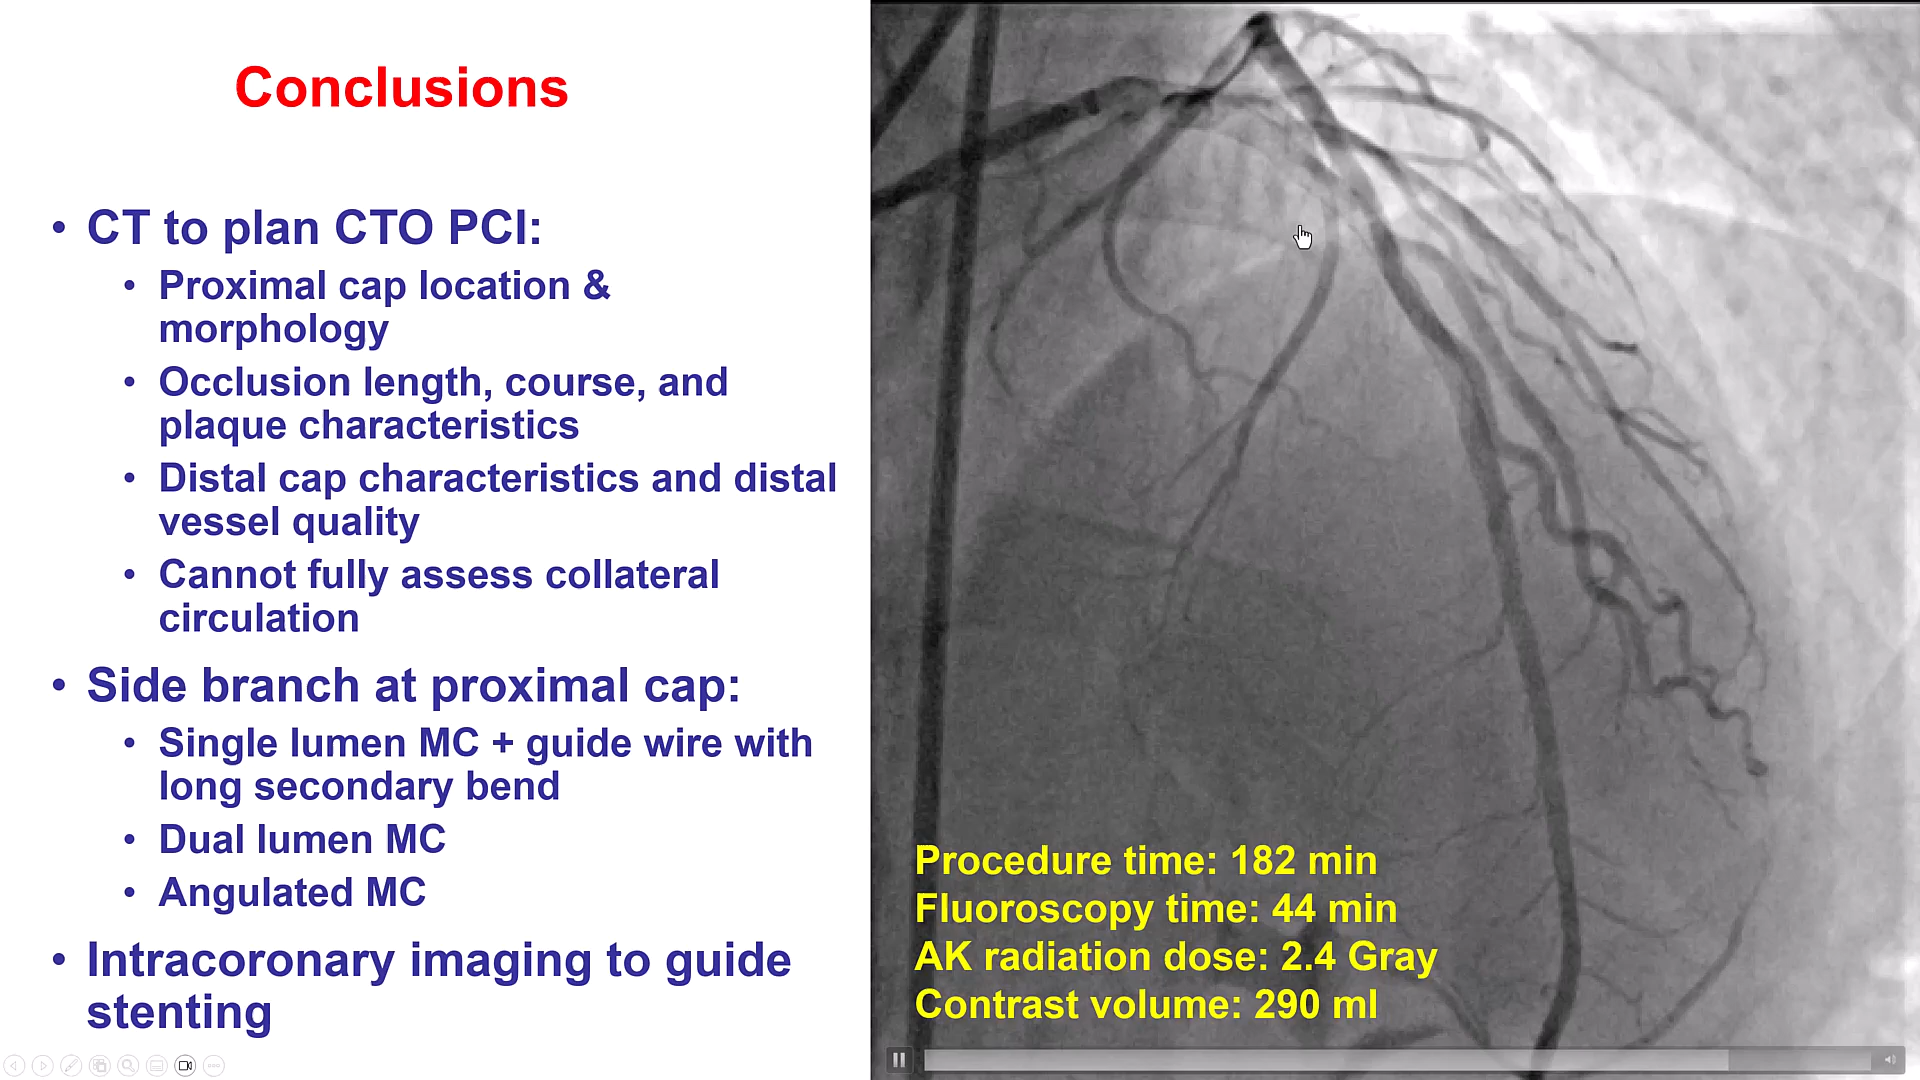 Conclusions
• CT to plan CTO PCI:
• Proximal cap location &
morphology
• Occlusion length, course, and
plaque characteristics
• Distal cap characteristics and distal
vessel quality
• Cannot fully assess collateral
circulation
• Side branch at proximal cap:
• Single lumen MC + guide wire with
long secondary bend
• Dual lumen MC
• Angulated MC
• Intracoronary imaging to guide
stenting
Procedure time: 182 min
Fluoroscopy time: 44 min
AK radiation dose: 2.4 Gray
Contrast volume: 290 ml